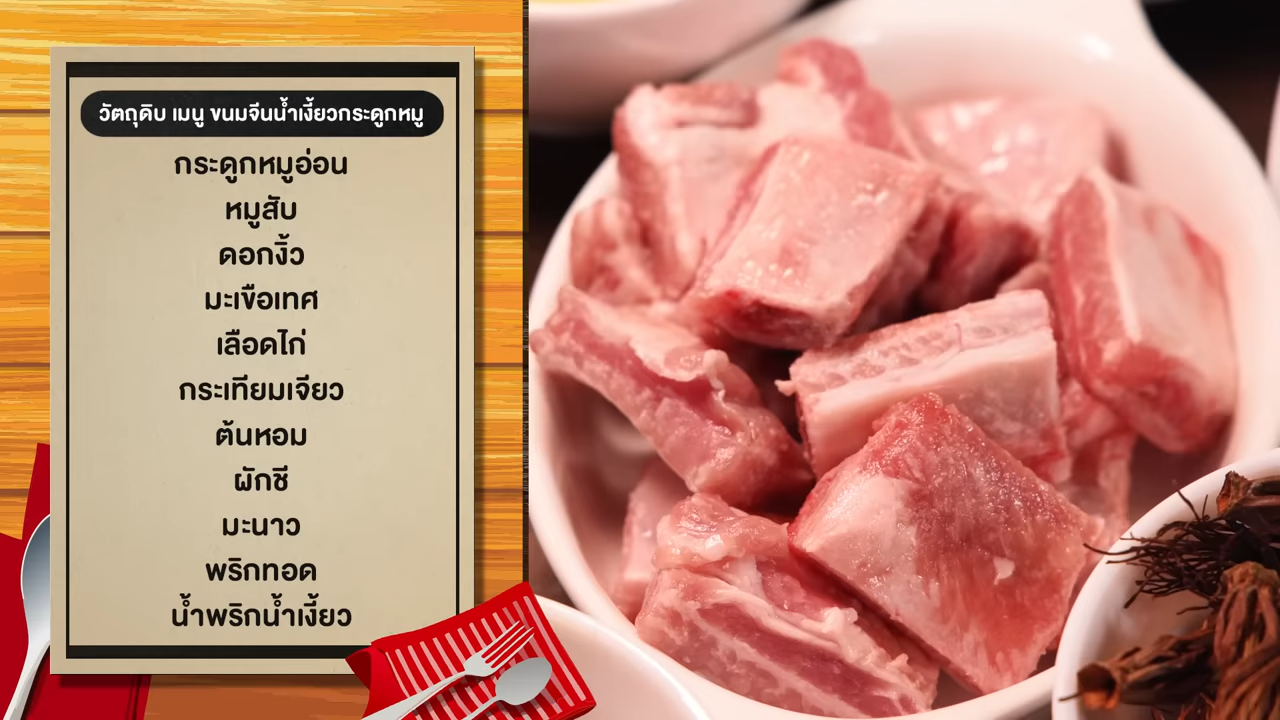 วัตถุดิบ เมนู ขนมจีนน้ำเงี้ยวกระดูกหมู
กระดูกหมูอ่อน
หมูสับ
ดอกงิ้ว
มะเขือเทศ
เลือดไก่
กระเทียมเจียว
ต้นหอม
ผักชี
มะนาว
พริกทอด
น้ำพริกน้ำเงี้ยว